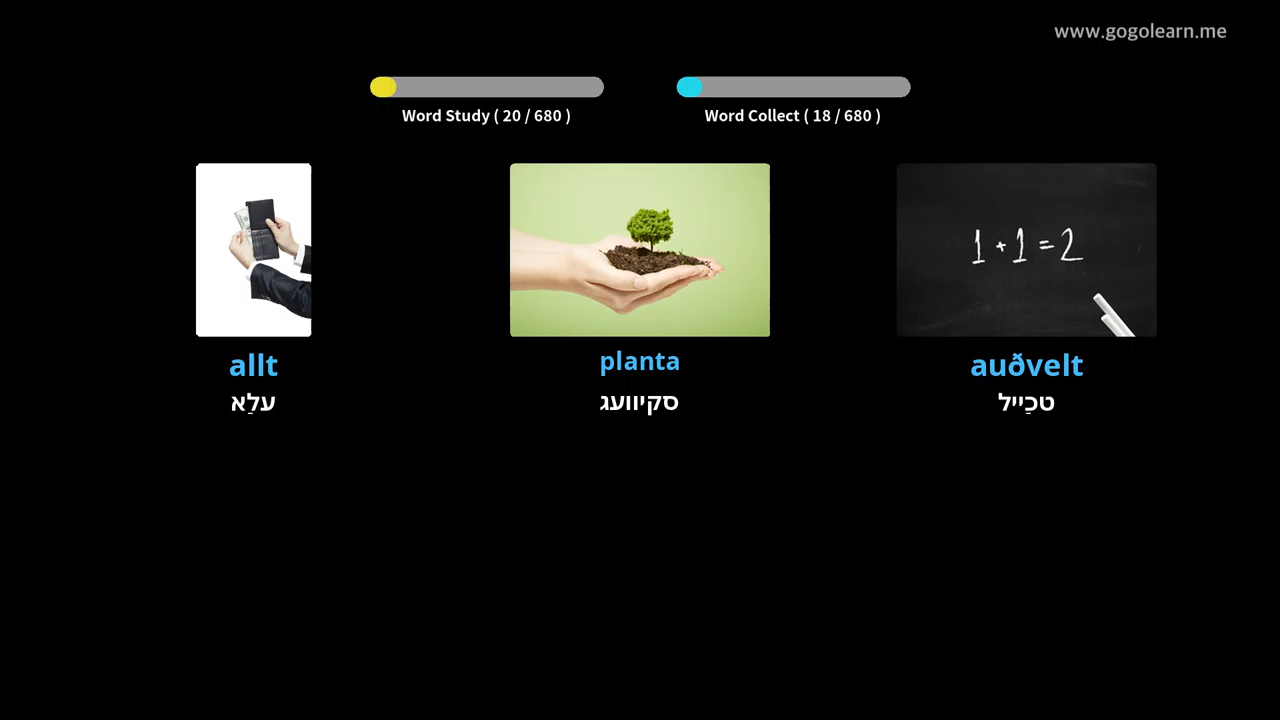 www.gogolearn.me
Word Study ( 20 / 680 )
Word Collect ( 18 / 680 )
1 + 1 = 2
allt
planta
auðvelt
עלַא
סקיוועג
טכַייל